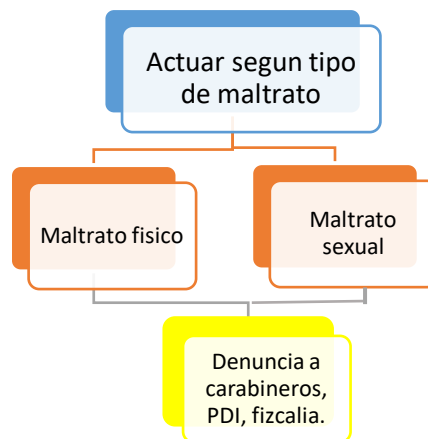 Actuar segun tipo
de maltrato
Maltrato fisico
Maltrato
sexual
Denuncia a
carabineros,
PDI, fizcalia.